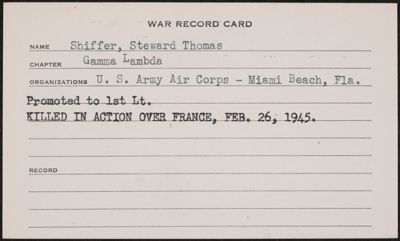 WAR RECORD CARD
NAME Shiffer, Steward Thomas
CHAPTER Gamma Lambda
ORGANIZATIONS U. S. Army Air Corps - Miami Beach, Fla.
Promoted to 1st Lt.
KILLED IN ACTION OVER FRANCE, FEB. 26, 1945.
RECORD